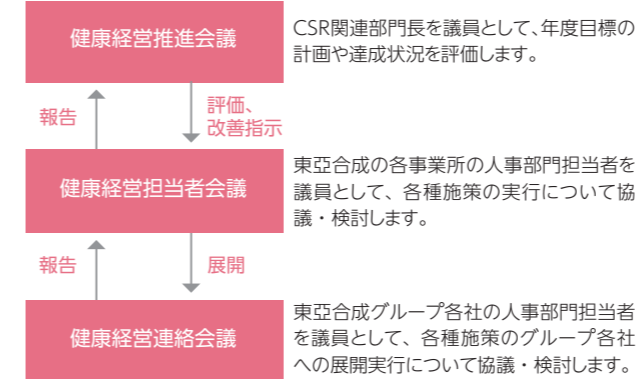 健康経営推進会議
CSR関連部門長を議員として、年度目標の
計画や達成状況を評価します。
報告
評価、
改善指示
健康経営担当者会議
東亞合成の各事業所の人事部門担当者を
議員として、各種施策の実行について協
議・検討します。
報告
展開
健康経営連絡会議
東亞合成グループ各社の人事部門担当者
を議員として、各種施策のグループ各社
への展開実行について協議・検討します。